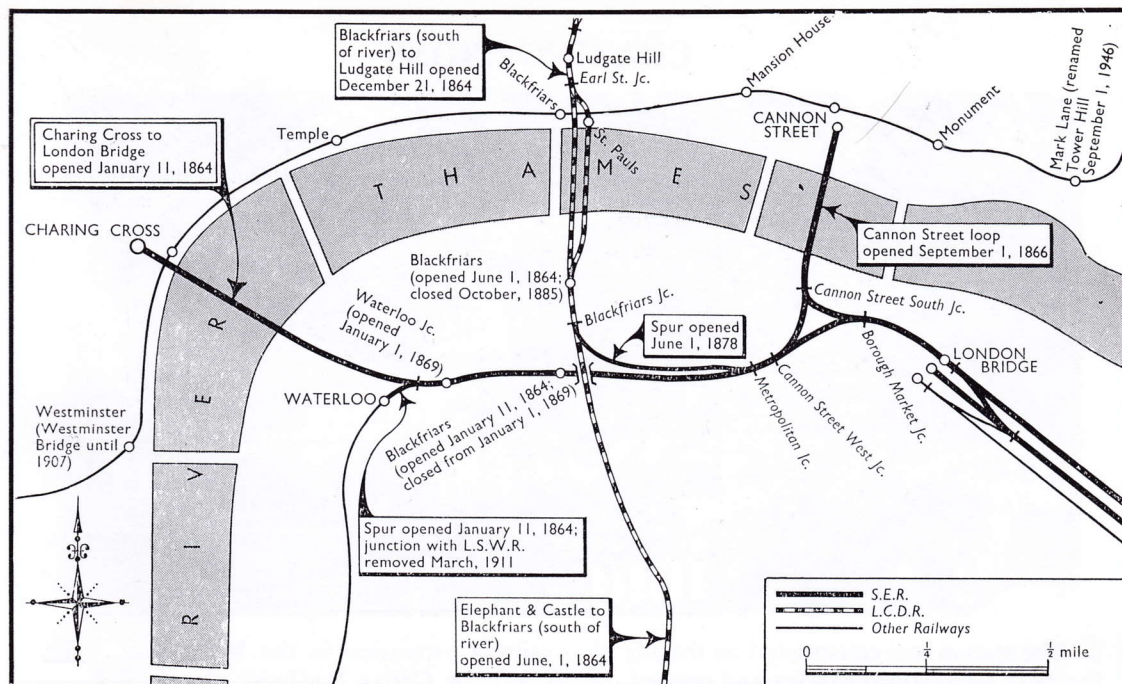 Blackfriars (south
of river) to
Ludgate Hill opened
December 21, 1864
Ludgate Hill
Earl St. Jc.
Blackfriars
St. Pauls
Mansion House
CANNON
STREET
Monument
Mark Lane (renamed
Tower Hill
September 1, 1946)
Charing Cross to
London Bridge
opened January 11, 1864
Temple
CHARING CROSS
RIVER THAMES
Cannon Street loop
opened September 1, 1866
Blackfriars
(opened June 1, 1864;
closed October, 1885)
Blackfriars Jc.
Spur opened
June 1, 1878
Cannon Street South Jc.
Waterloo Jc.
(opened
January 1, 1869)
WATERLOO
Blackfriars
(opened January 11, 1864;
closed from January 1, 1869)
Metropolitan Jc.
Cannon Street West Jc.
Borough Market Jc.
LONDON
BRIDGE
Westminster
(Westminster
Bridge until
1907)
Spur opened January 11, 1864;
junction with L.S.W.R.
removed March, 1911
Elephant & Castle to
Blackfriars (south of
river)
opened June, 1, 1864
S.E.R.
L.C.D.R.
Other Railways
0 1/4 1/2 mile